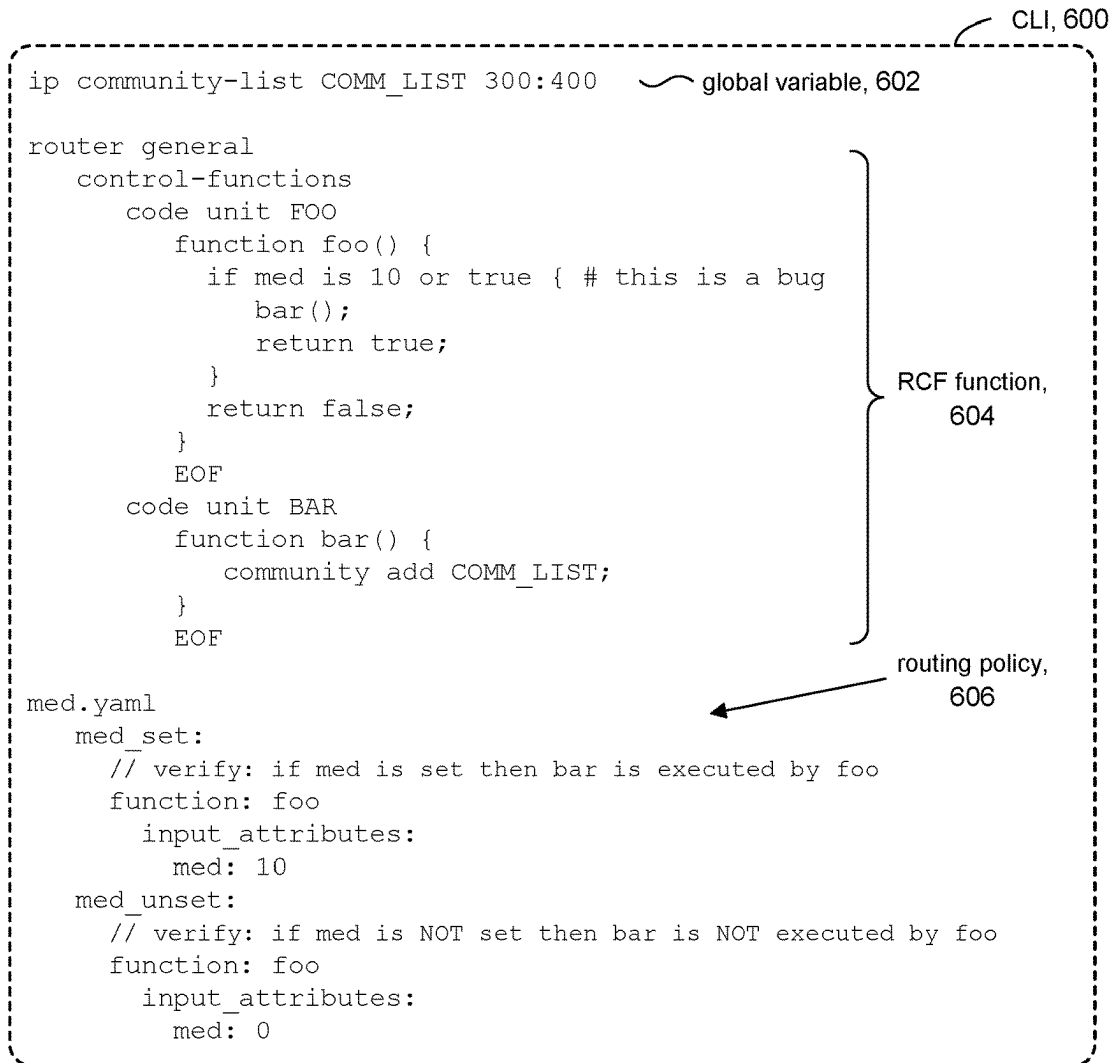 CLI, 600
ip community-list COMM_LIST 300:400 global variable, 602
router general
control-functions
code unit FOO
function foo() {
if med is 10 or true { # this is a bug
bar();
return true;
}
return false;
}
EOF
code unit BAR
function bar() {
community add COMM_LIST;
}
EOF
RCF function,
604
routing policy,
606
med.yaml
med_set:
// verify: if med is set then bar is executed by foo
function: foo
input_attributes:
med: 10
med_unset:
// verify: if med is NOT set then bar is NOT executed by foo
function: foo
input_attributes:
med: 0